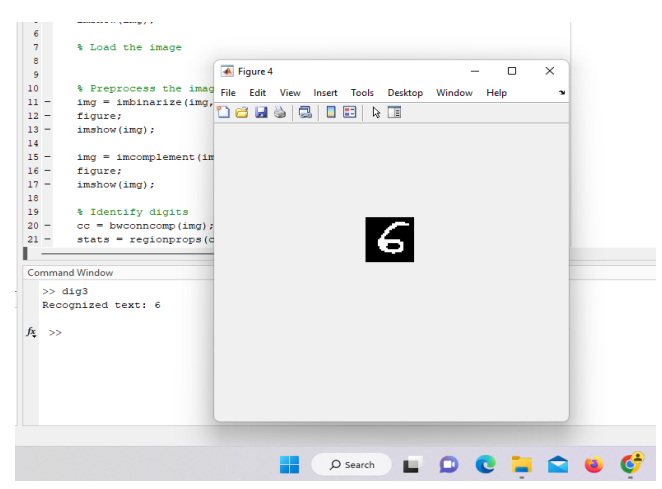 6
7 % Load the image
8
9
10 % Preprocess the imag
11 - img = imbinarize(img,
12 - figure;
13 - imshow(img);
14
15 - img = imcomplement(im
16 - figure;
17 - imshow(img);
18
19 % Identify digits
20 - cc = bwconncomp(img);
21 - stats = regionprops(c
Figure 4
File Edit View Insert Tools Desktop Window Help
6
Command Window
>> dig3
Recognized text: 6
fx >>
Search